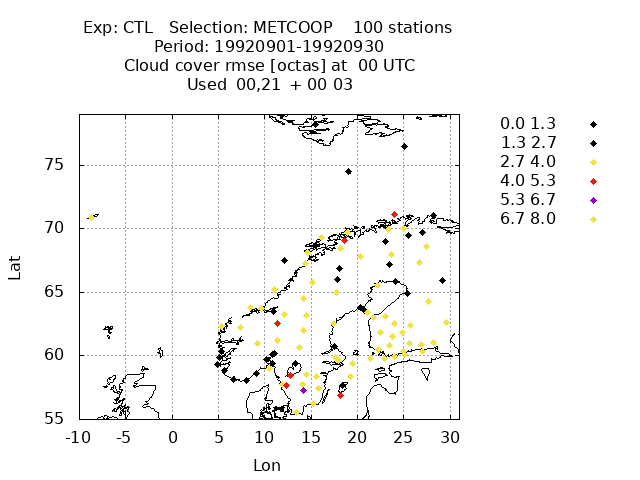 Exp: CTL Selection: METCOOP 100 stations
Period: 19920901-19920930
Cloud cover rmse [octas] at 00 UTC
Used 00,21 + 00 03
0.0 1.3
1.3 2.7
2.7 4.0
4.0 5.3
5.3 6.7
6.7 8.0
75
70
65
60
55
Lat
-10 -5 0 5 10 15 20 25 30
Lon